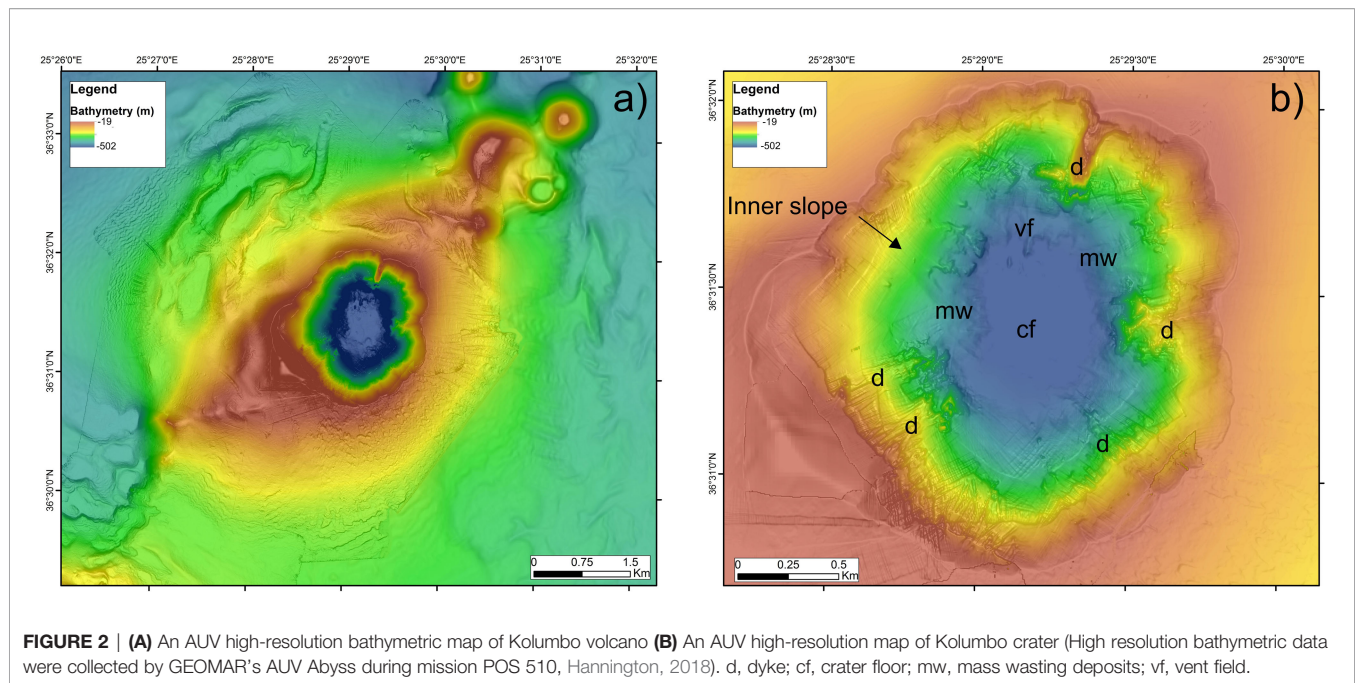 25°26'0"E 25°27'0"E 25°28'0"E 25°29'0"E 25°30'0"E 25°31'0"E 25°32'0"E
Legend
Bathymetry (m)
-19
-502
a)
36°33'0"N
36°32'0"N
36°31'0"N
36°30'0"N
0 0.75 1.5
Km
25°28'30"E 25°29'0"E 25°29'30"E 25°30'0"E
Legend
Bathymetry (m)
-19
-502
b)
36°32'0"N
d
Inner slope
vf
mw
36°31'30"N
mw
cf
d
d
d
d
36°31'0"N
0 0.25 0.5
Km
FIGURE 2 | (A) An AUV high-resolution bathymetric map of Kolumbo volcano (B) An AUV high-resolution map of Kolumbo crater (High resolution bathymetric data
were collected by GEOMAR's AUV Abyss during mission POS 510, Hannington, 2018). d, dyke; cf, crater floor; mw, mass wasting deposits; vf, vent field.